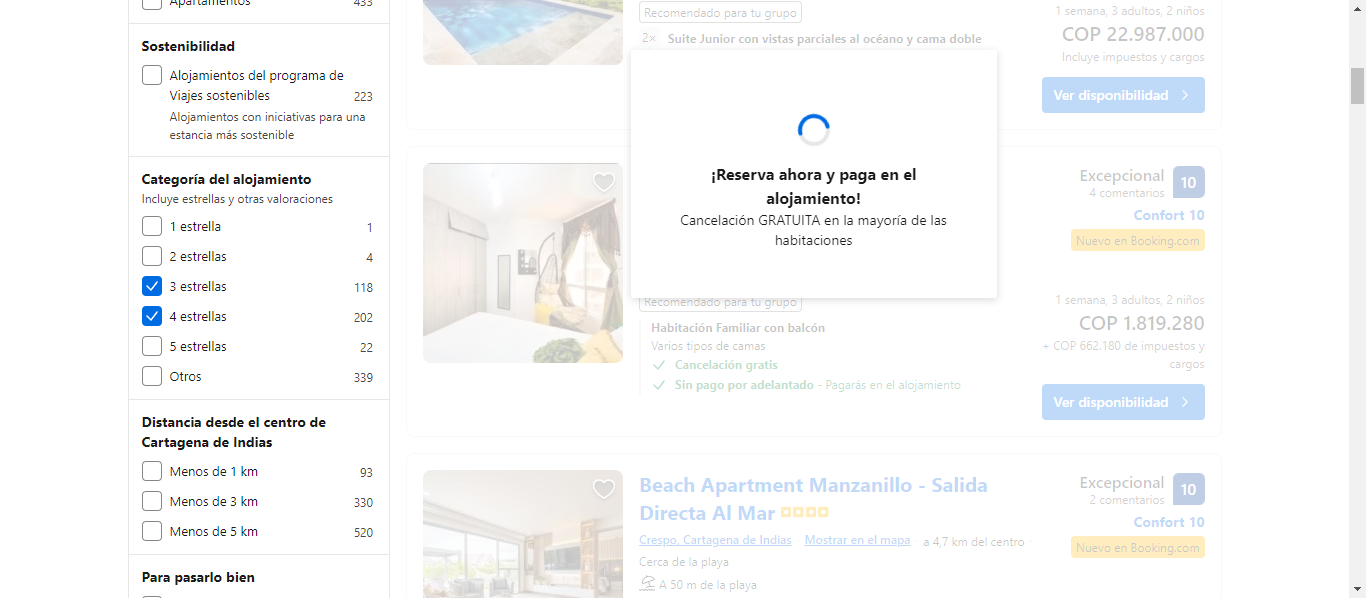 Apartamentos 433
Sostenibilidad
Alojamientos del programa de
Viajes sostenibles 223
Alojamientos con iniciativas para una
estancia más sostenible
Categoría del alojamiento
Incluye estrellas y otras valoraciones
1 estrella 1
2 estrellas 4
3 estrellas 118
4 estrellas 202
5 estrellas 22
Otros 339
Distancia desde el centro de
Cartagena de Indias
Menos de 1 km 93
Menos de 3 km 330
Menos de 5 km 520
Para pasarlo bien
Recomendado para tu grupo
2× Suite Junior con vistas parciales al océano y cama doble
1 semana, 3 adultos, 2 niños
COP 22.987.000
Incluye impuestos y cargos
Ver disponibilidad
¡Reserva ahora y paga en el
alojamiento!
Cancelación GRATUITA en la mayoría de las
habitaciones
Excepcional 10
4 comentarios
Confort 10
Nuevo en Booking.com
Recomendado para tu grupo
Habitación Familiar con balcón
Varios tipos de camas
Cancelación gratis
Sin pago por adelantado - Pagarás en el alojamiento
1 semana, 3 adultos, 2 niños
COP 1.819.280
+ COP 662.180 de impuestos y
cargos
Ver disponibilidad
Beach Apartment Manzanillo - Salida
Directa Al Mar
Crespo, Cartagena de Indias Mostrar en el mapa a 4,7 km del centro
Cerca de la playa
A 50 m de la playa
Excepcional 10
2 comentarios
Confort 10
Nuevo en Booking.com